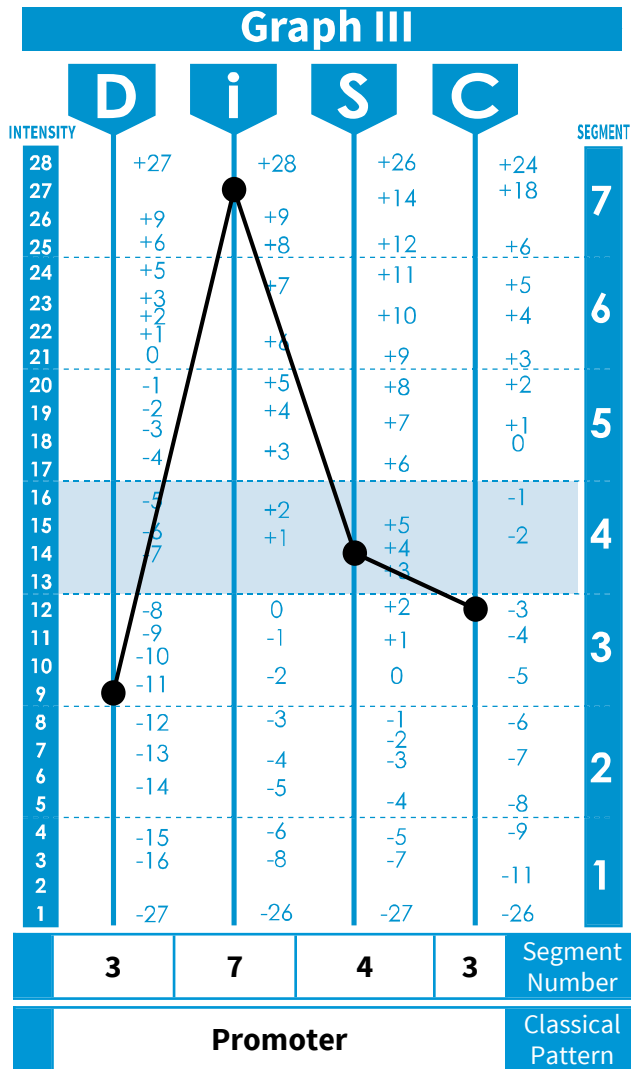 Graph III
D i S C
INTENSITY SEGMENT
28 +27 +28 +26 +24
27 +14 +18 7
26 +9 +9
25 +6 +8 +12 +6
24 +5 +7 +11 +5
23 +3 +10 +4 6
+2
22 +1 +6
21 0 +9 +3
20 -1 +5 +8 +2
19 -2 +4 +7 +1 5
18 -3 +3 0
17 -4 +6
16 -5 +2 -1
15 -6 +1 +5 -2 4
14 -7 +4
13 +3
12 -8 0 +2 -3
11 -9 -1 +1 -4 3
10 -10 -2 0 -5
9 -11
8 -12 -3 -1 -6
-2
7 -13 -4 -3 -7 2
6 -14 -5
5 -4 -8
4 -15 -6 -5 -9
3 -16 -8 -7 1
2 -11
1 -27 -26 -27 -26
3 7 4 3 Segment
Number
Promoter Classical
Pattern